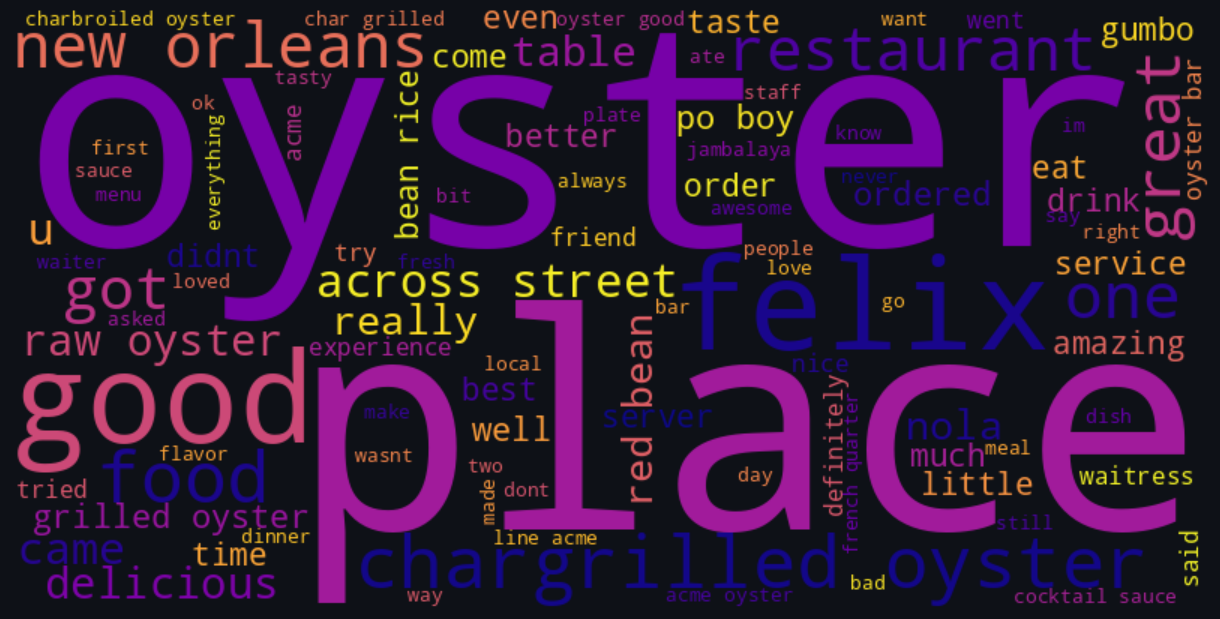 charbroiled oyster
char grilled
even
oyster good
taste
want
went
gumbo
new orleans
come
table
ate
restaurant
great
oyster bar
oyster
tasty
ok
acme
everything
bean rice
plate
staff
better
po boy
know
im
first
sauce
menu
jambalaya
never
bit
always
order
awesome
ordered
eat
drink
say
right
u
didnt
waiter
try
fresh
friend
people
love
service
got
loved
asked
across street
really
bar
felix
go
one
raw oyster
experience
amazing
good
place
local
best
red bean
nice
server
make
well
definitely
french quarter
nola
dish
much
meal
flavor
wasnt
two
tried
food
made
dont
day
little
waitress
grilled oyster
dinner
line acme
still
came
time
chargrilled oyster
said
delicious
way
acme oyster
bad
cocktail sauce